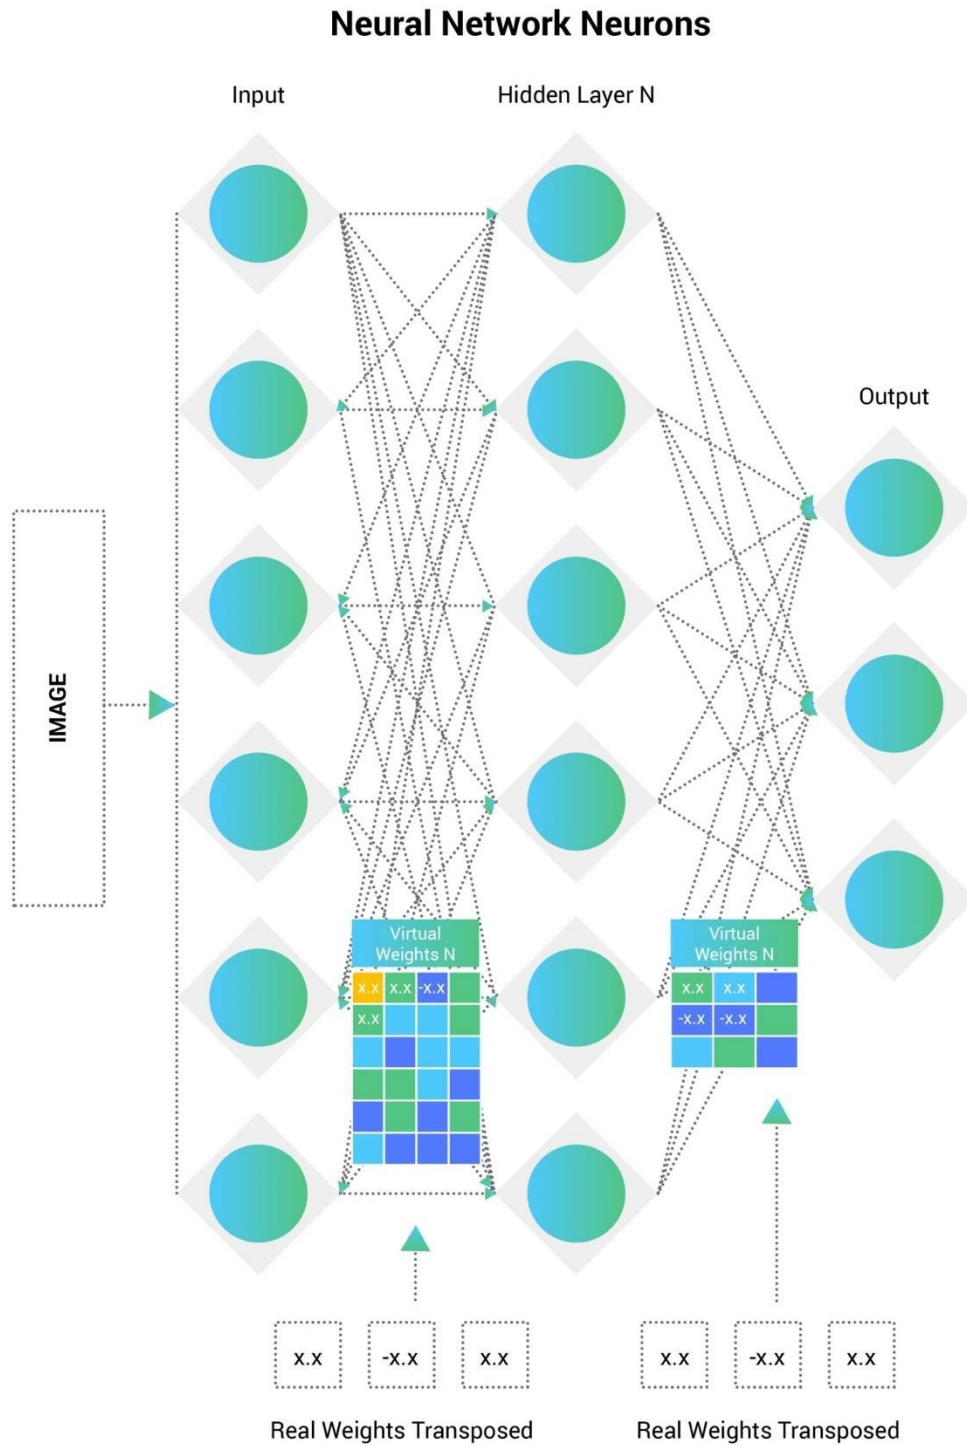 Neural Network Neurons
Input
Hidden Layer N
Output
IMAGE
Virtual
Weights N
x.x x.x -x.x
x.x
Virtual
Weights N
x.x x.x
-x.x -x.x
x.x -x.x x.x
Real Weights Transposed
x.x -x.x x.x
Real Weights Transposed